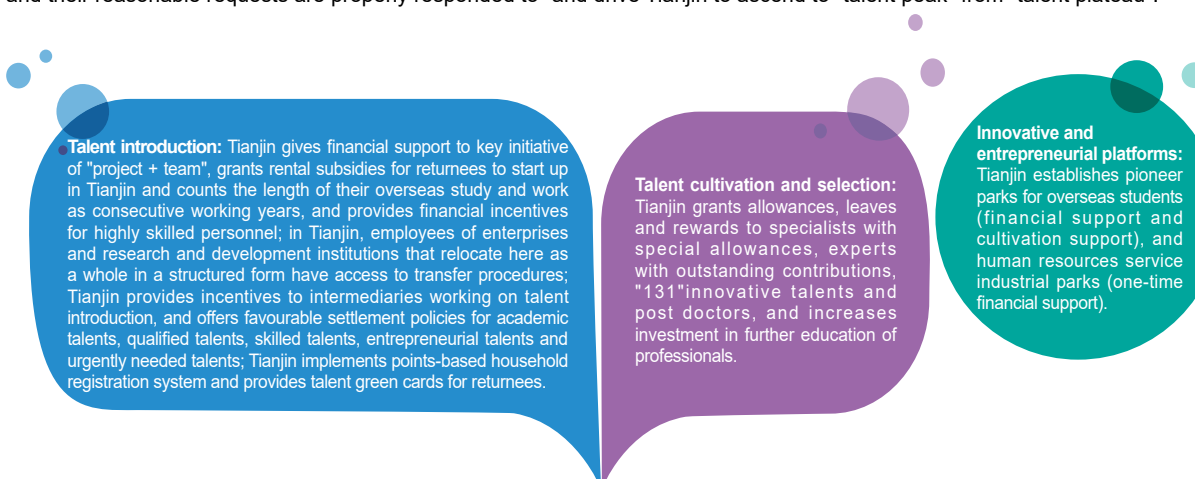 and their reasonable requests are properly responded to" and drive Tianjin to ascend to "talent peak" from "talent plateau".
Talent introduction: Tianjin gives financial support to key initiative
of "project + team", grants rental subsidies for returnees to start up
in Tianjin and counts the length of their overseas study and work
as consecutive working years, and provides financial incentives
for highly skilled personnel; in Tianjin, employees of enterprises
and research and development institutions that relocate here as
a whole in a structured form have access to transfer procedures;
Tianjin provides incentives to intermediaries working on talent
introduction, and offers favourable settlement policies for academic
talents, qualified talents, skilled talents, entrepreneurial talents and
urgently needed talents; Tianjin implements points-based household
registration system and provides talent green cards for returnees.
Talent cultivation and selection:
Tianjin grants allowances, leaves
and rewards to specialists with
special allowances, experts
with outstanding contributions,
"131"innovative talents and
post doctors, and increases
investment in further education of
professionals.
Innovative and
entrepreneurial platforms:
Tianjin establishes pioneer
parks for overseas students
(financial support and
cultivation support), and
human resources service
industrial parks (one-time
financial support).